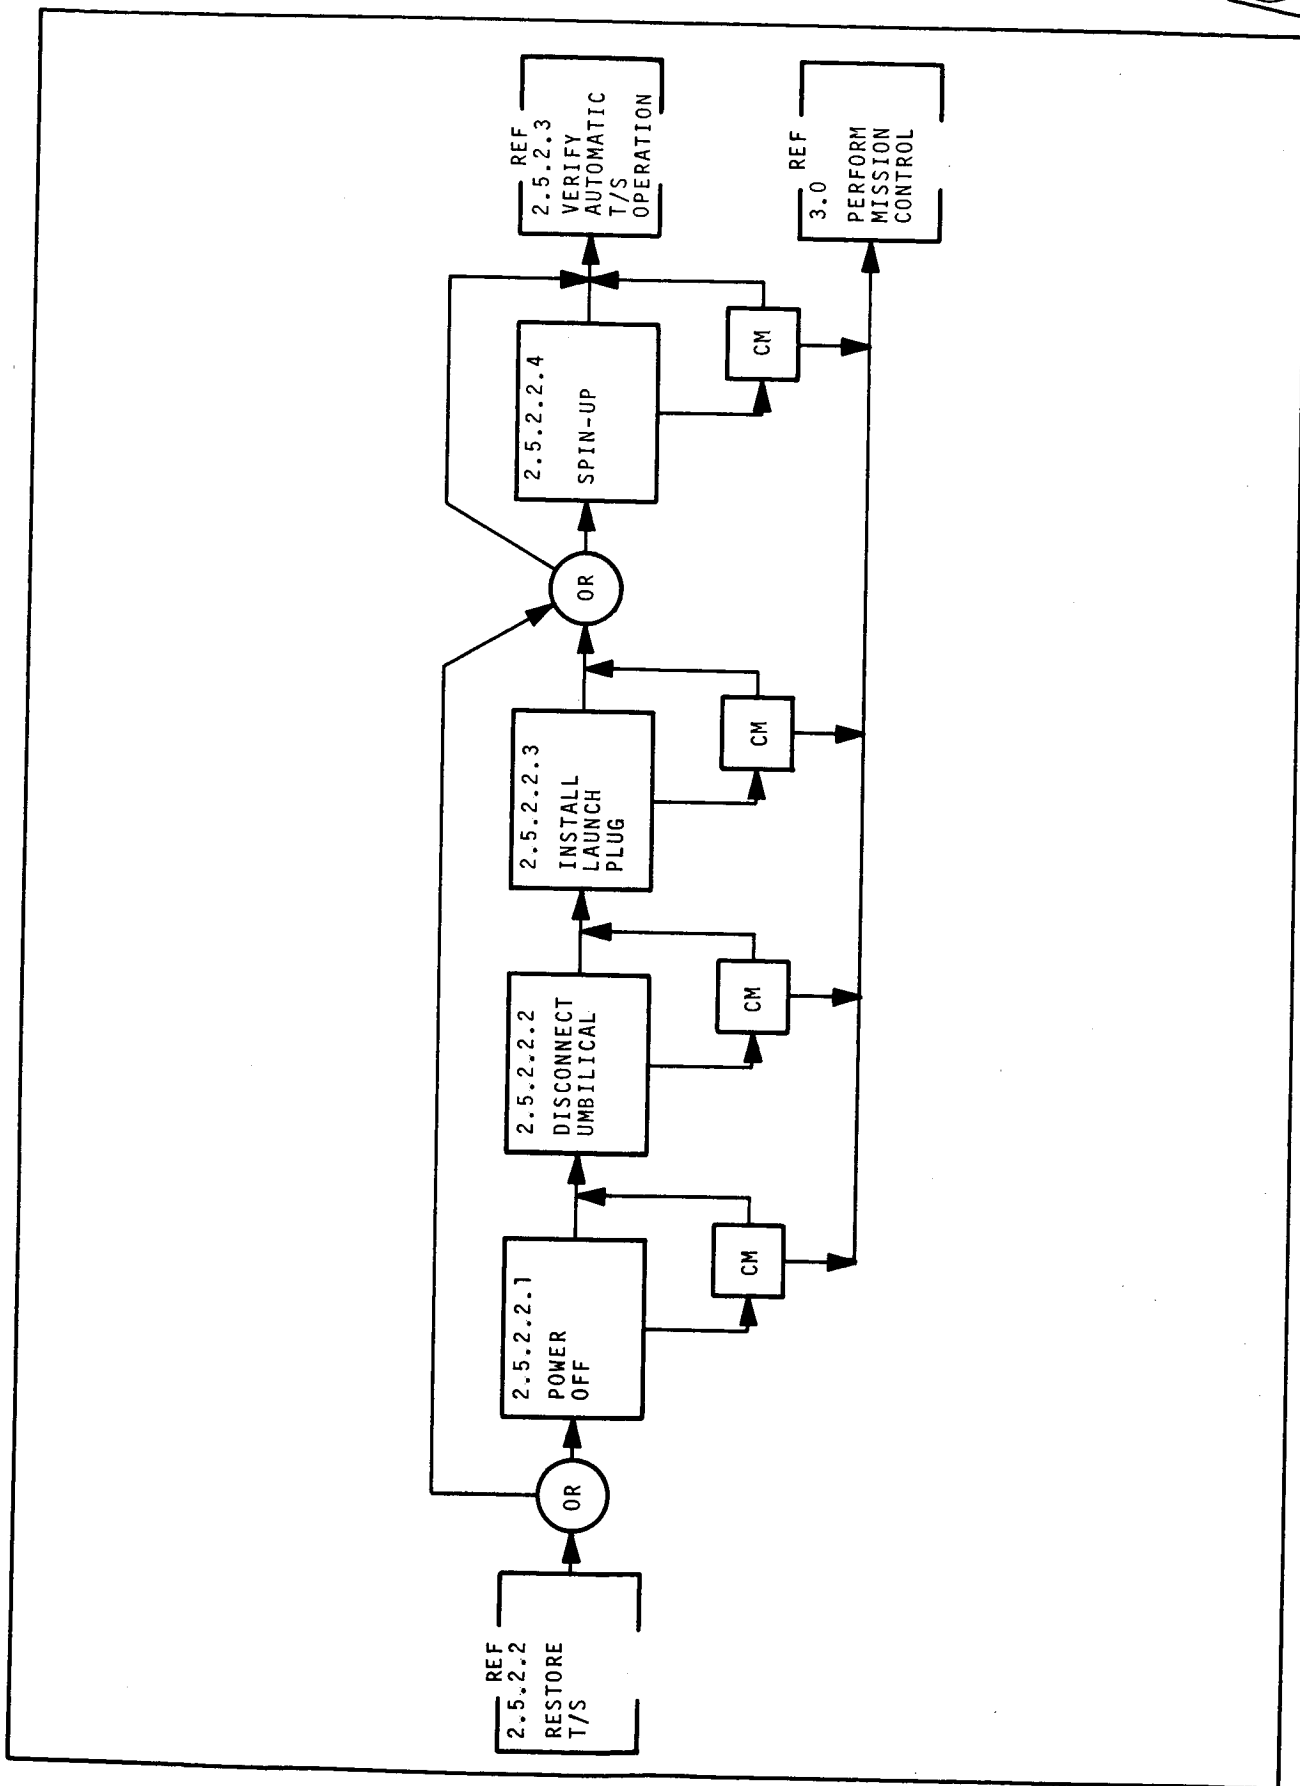 REF
2.5.2.2
RESTORE
T/S
OR
2.5.2.2.1
POWER
OFF
CM
2.5.2.2.2
DISCONNECT
UMBILICAL
CM
2.5.2.2.3
INSTALL
LAUNCH
PLUG
CM
OR
2.5.2.2.4
SPIN-UP
CM
REF
2.5.2.3
VERIFY
AUTOMATIC
T/S
OPERATION
REF
3.0
PERFORM
MISSION
CONTROL